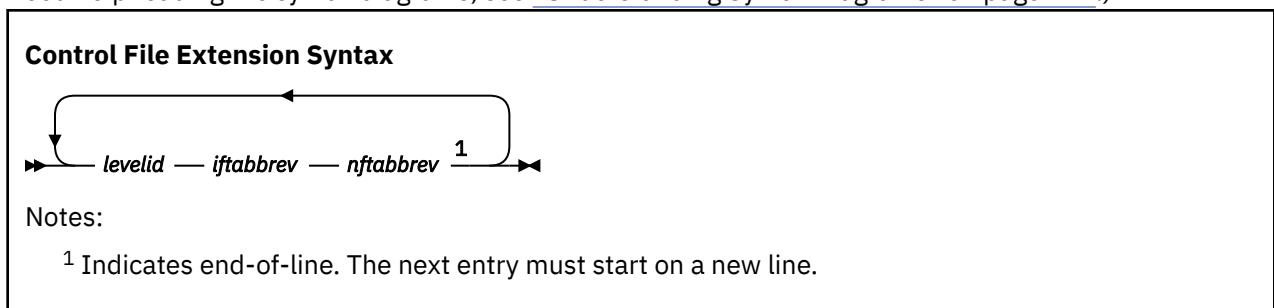 Control File Extension Syntax
levelid iftabbrev nftabbrev 1
Notes:
1 Indicates end-of-line. The next entry must start on a new line.